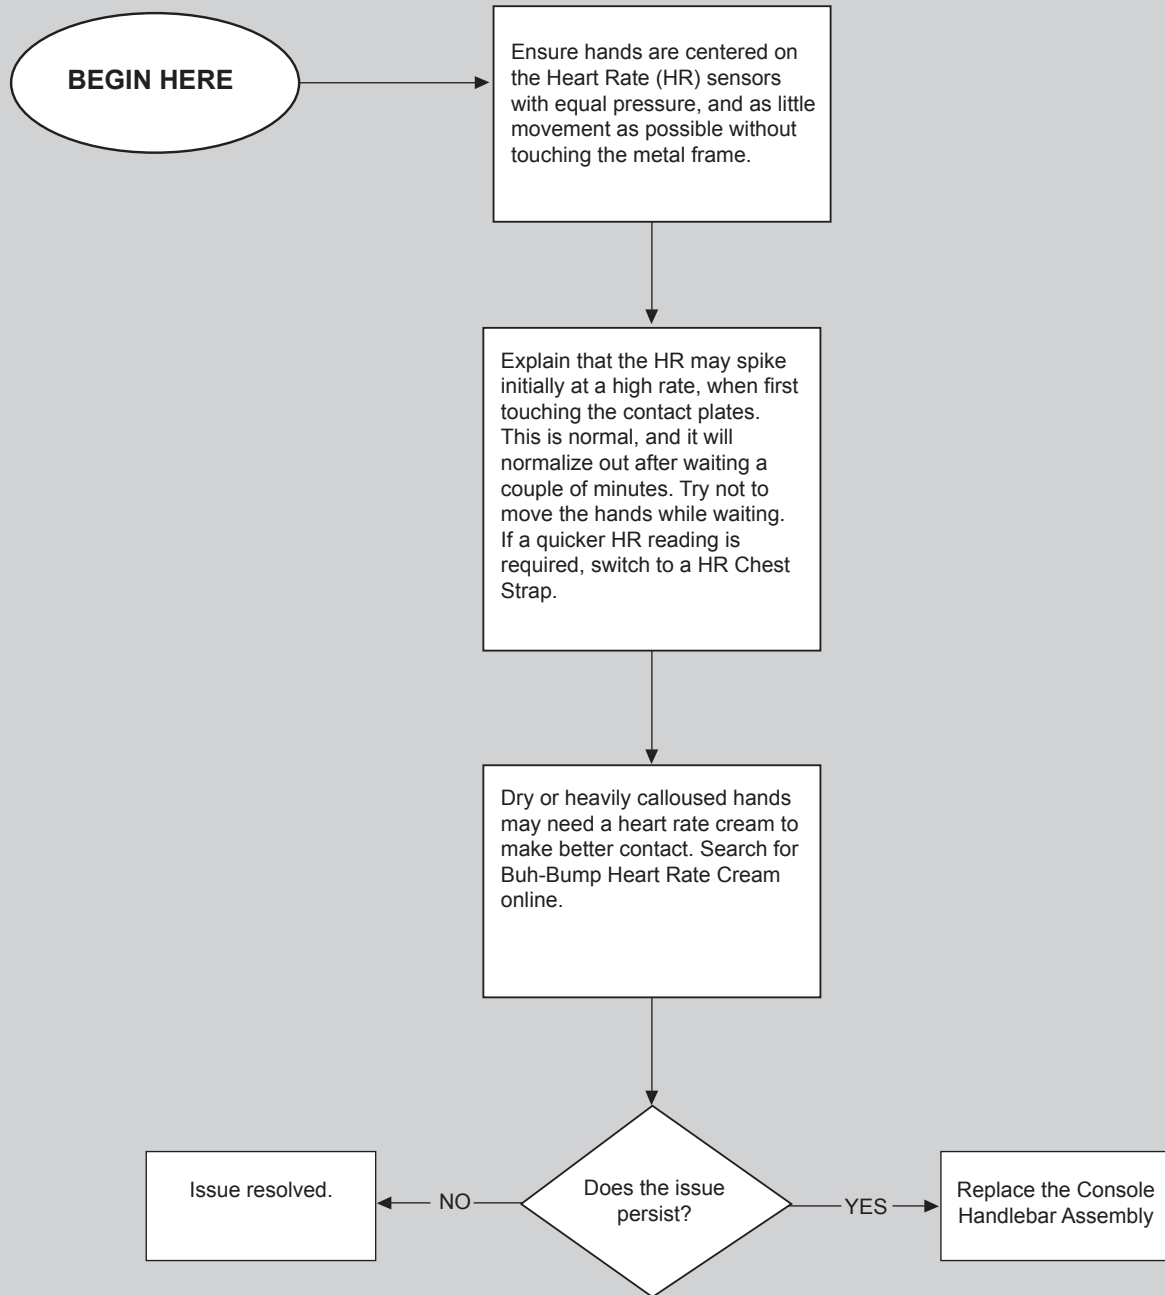 BEGIN HERE
Ensure hands are centered on
the Heart Rate (HR) sensors
with equal pressure, and as little
movement as possible without
touching the metal frame.
Explain that the HR may spike
initially at a high rate, when first
touching the contact plates.
This is normal, and it will
normalize out after waiting a
couple of minutes. Try not to
move the hands while waiting.
If a quicker HR reading is
required, switch to a HR Chest
Strap.
Dry or heavily calloused hands
may need a heart rate cream to
make better contact. Search for
Buh-Bump Heart Rate Cream
online.
Does the issue
persist?
NO
Issue resolved.
YES
Replace the Console
Handlebar Assembly